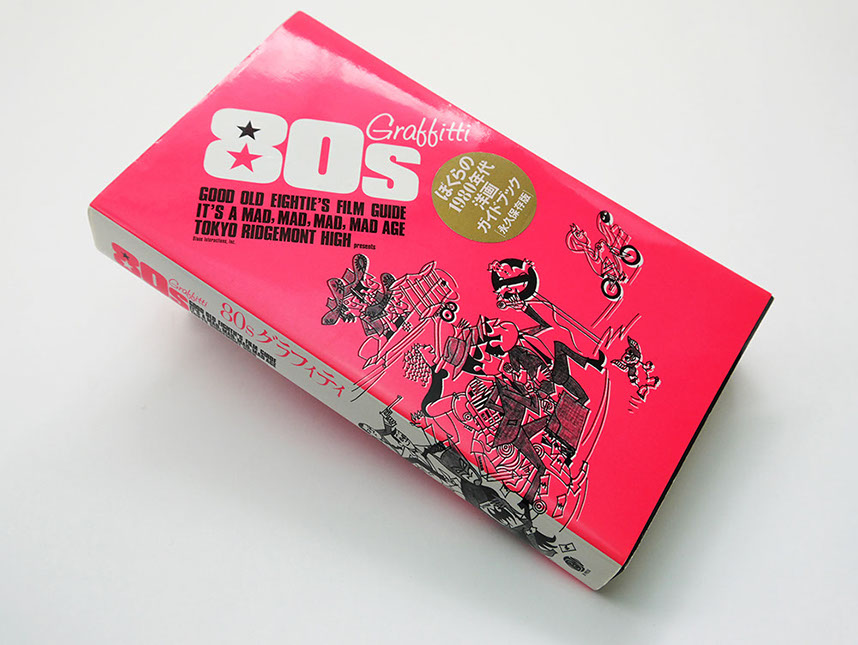 80s Graffitti
GOOD OLD EIGHTIE'S FILM GUIDE
IT'S A MAD, MAD, MAD, MAD AGE
TOKYO RIDGEMONT HIGH presents
ぼくらの
1980年代
洋画
ガイドブック
永久保存版!
80s Graffitti
80sグラフィティ